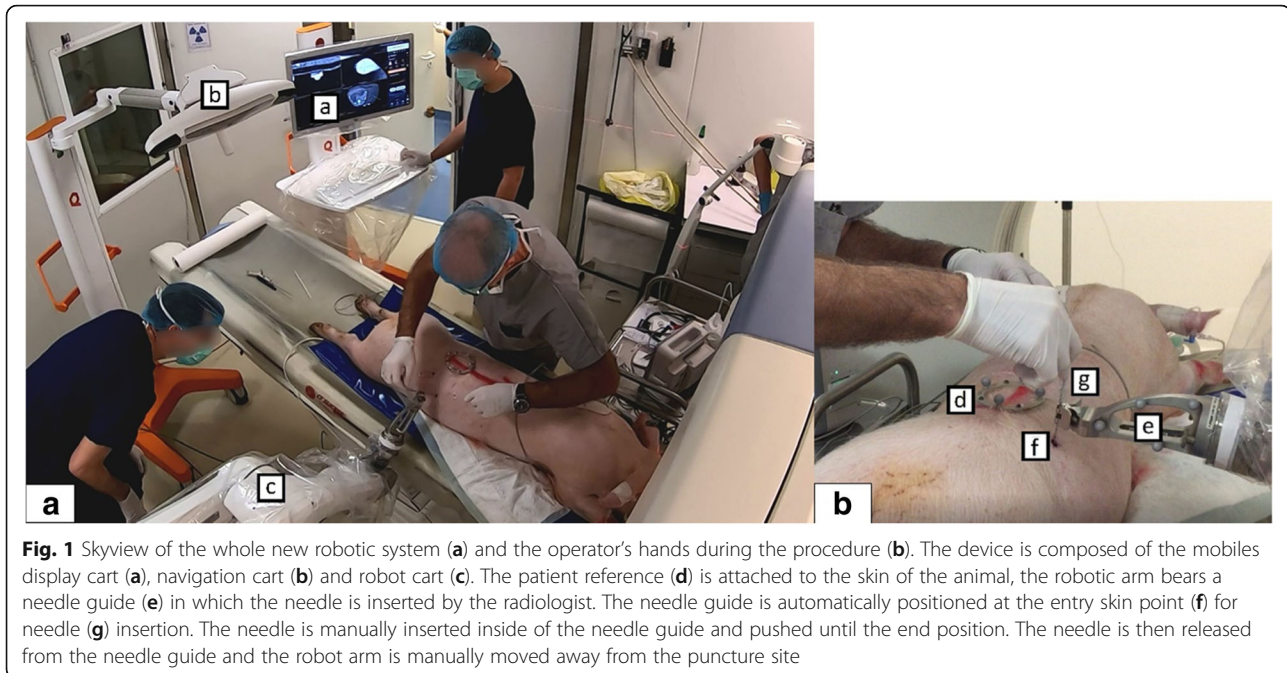 b
a
c
a
d
g
e
f
b
Fig. 1 Skyview of the whole new robotic system (a) and the operator's hands during the procedure (b). The device is composed of the mobiles
display cart (a), navigation cart (b) and robot cart (c). The patient reference (d) is attached to the skin of the animal, the robotic arm bears a
needle guide (e) in which the needle is inserted by the radiologist. The needle guide is automatically positioned at the entry skin point (f) for
needle (g) insertion. The needle is manually inserted inside of the needle guide and pushed until the end position. The needle is then released
from the needle guide and the robot arm is manually moved away from the puncture site